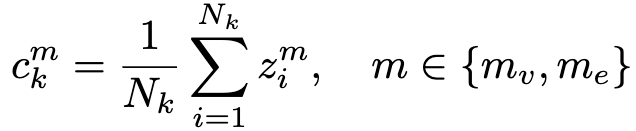 c_k^m = \frac{1}{N_k} \sum_{i=1}^{N_k} z_i^m, \quad m \in \{m_v, m_e\}